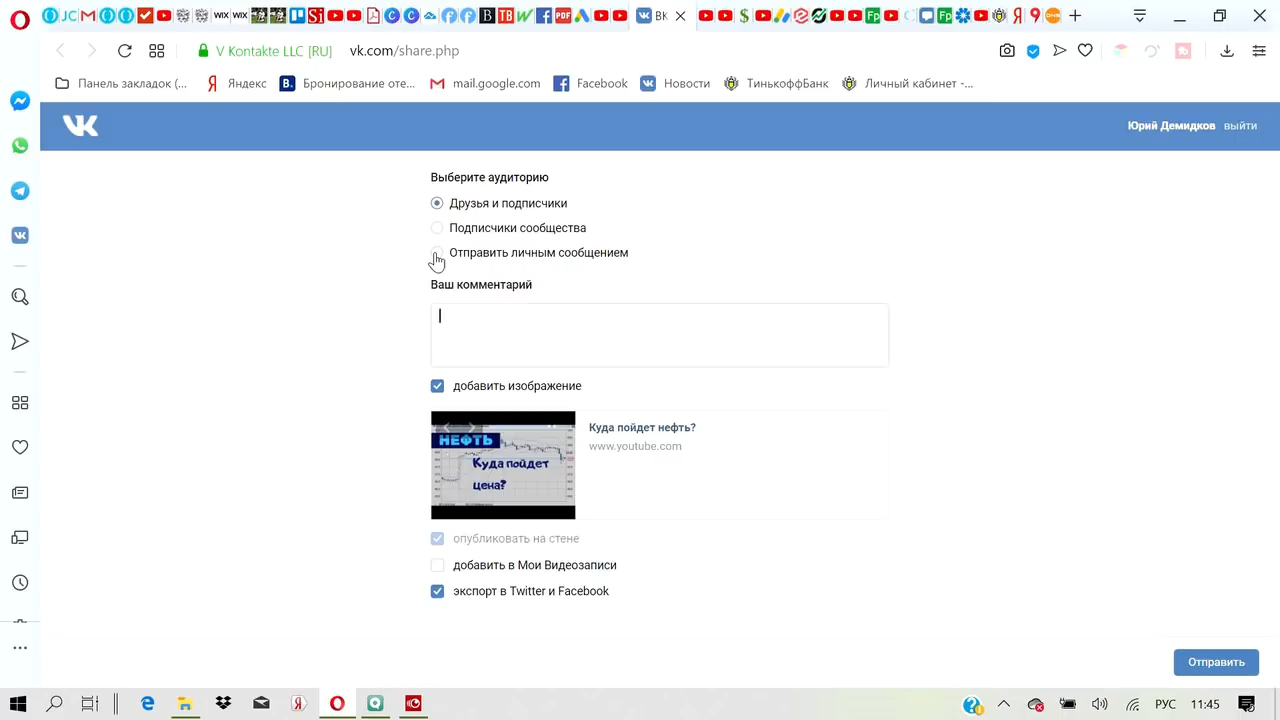 V Kontakte LLC [RU] vk.com/share.php
Панель закладок (... Яндекс Бронирование оте... mail.google.com Facebook Новости ТинькоффБанк Личный кабинет -...
Юрий Демидков выйти
Выберите аудиторию
Друзья и подписчики
Подписчики сообщества
Отправить личным сообщением
Ваш комментарий
добавить изображение
НЕФТЬ
Куда пойдет
цена?
Куда пойдет нефть?
www.youtube.com
опубликовать на стене
добавить в Мои Видеозаписи
экспорт в Twitter и Facebook
Отправить
РУС 11:45